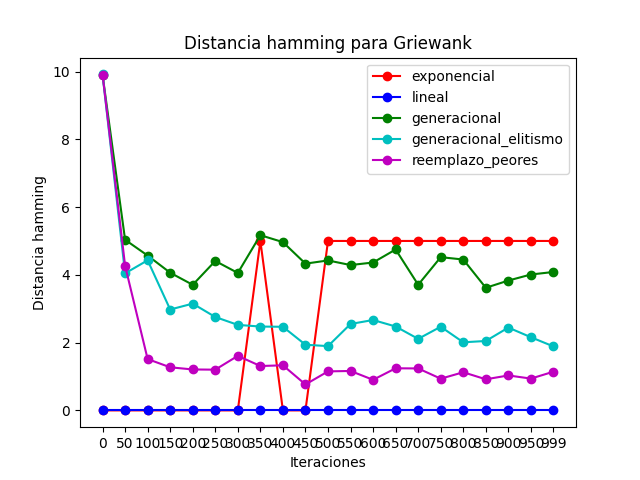 Distancia hamming para Griewank
10
8
6
4
2
0
Distancia hamming
exponencial
lineal
generacional
generacional_elitismo
reemplazo_peores
0 50 100 150 200 250 300 350 400 450 500 550 600 650 700 750 800 850 900 950 999
Iteraciones